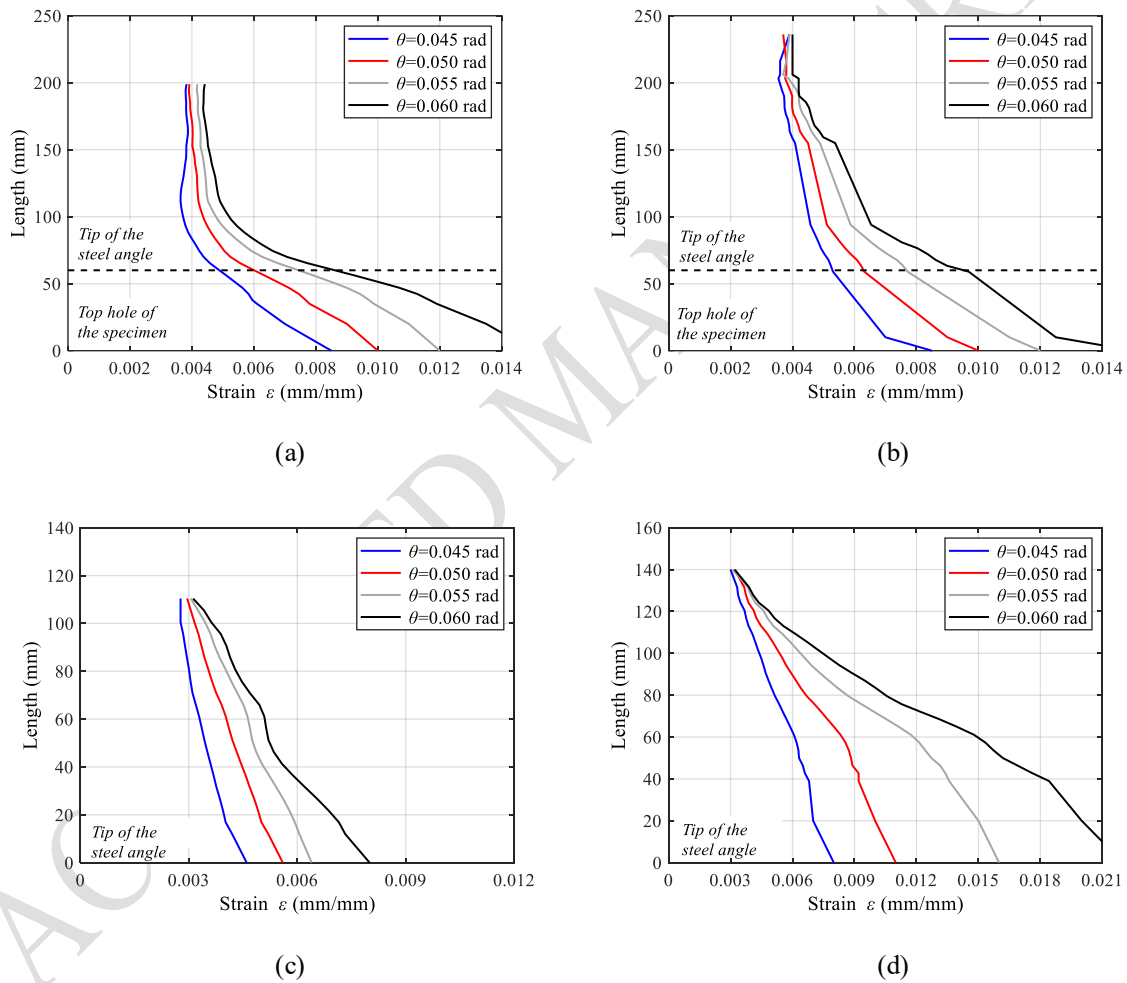 250
200
150
100
50
0
Length (mm)
θ=0.045 rad
θ=0.050 rad
θ=0.055 rad
θ=0.060 rad
Tip of the
steel angle
Top hole of
the specimen
0 0.002 0.004 0.006 0.008 0.010 0.012 0.014
Strain ε (mm/mm)
(a)
250
200
150
100
50
0
Length (mm)
θ=0.045 rad
θ=0.050 rad
θ=0.055 rad
θ=0.060 rad
Tip of the
steel angle
Top hole of
the specimen
0 0.002 0.004 0.006 0.008 0.010 0.012 0.014
Strain ε (mm/mm)
(b)
140
120
100
80
60
40
20
0
Length (mm)
θ=0.045 rad
θ=0.050 rad
θ=0.055 rad
θ=0.060 rad
Tip of the
steel angle
0 0.003 0.006 0.009 0.012
Strain ε (mm/mm)
(c)
160
140
120
100
80
60
40
20
0
Length (mm)
θ=0.045 rad
θ=0.050 rad
θ=0.055 rad
θ=0.060 rad
Tip of the
steel angle
0 0.003 0.006 0.009 0.012 0.015 0.018 0.021
Strain ε (mm/mm)
(d)